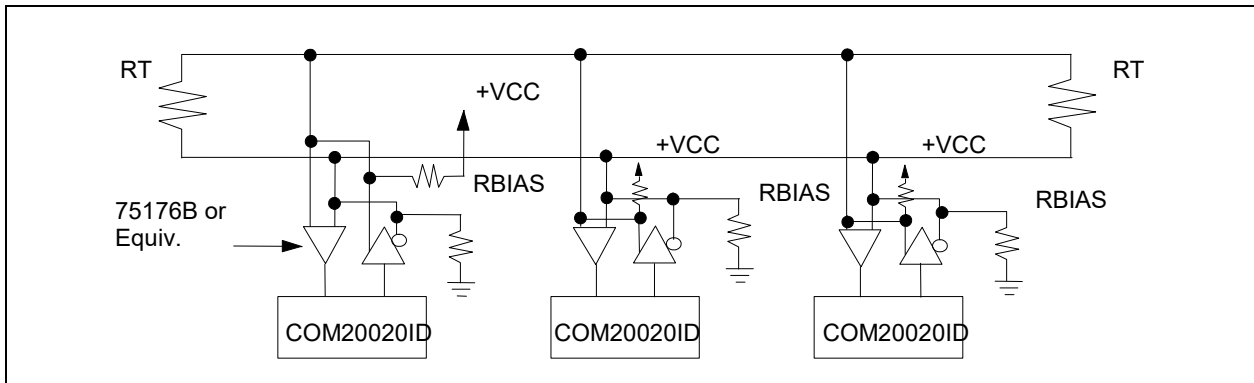 RT
RT
+VCC
+VCC
+VCC
RBIAS
RBIAS
RBIAS
75176B or
Equiv.
COM20020ID
COM20020ID
COM20020ID